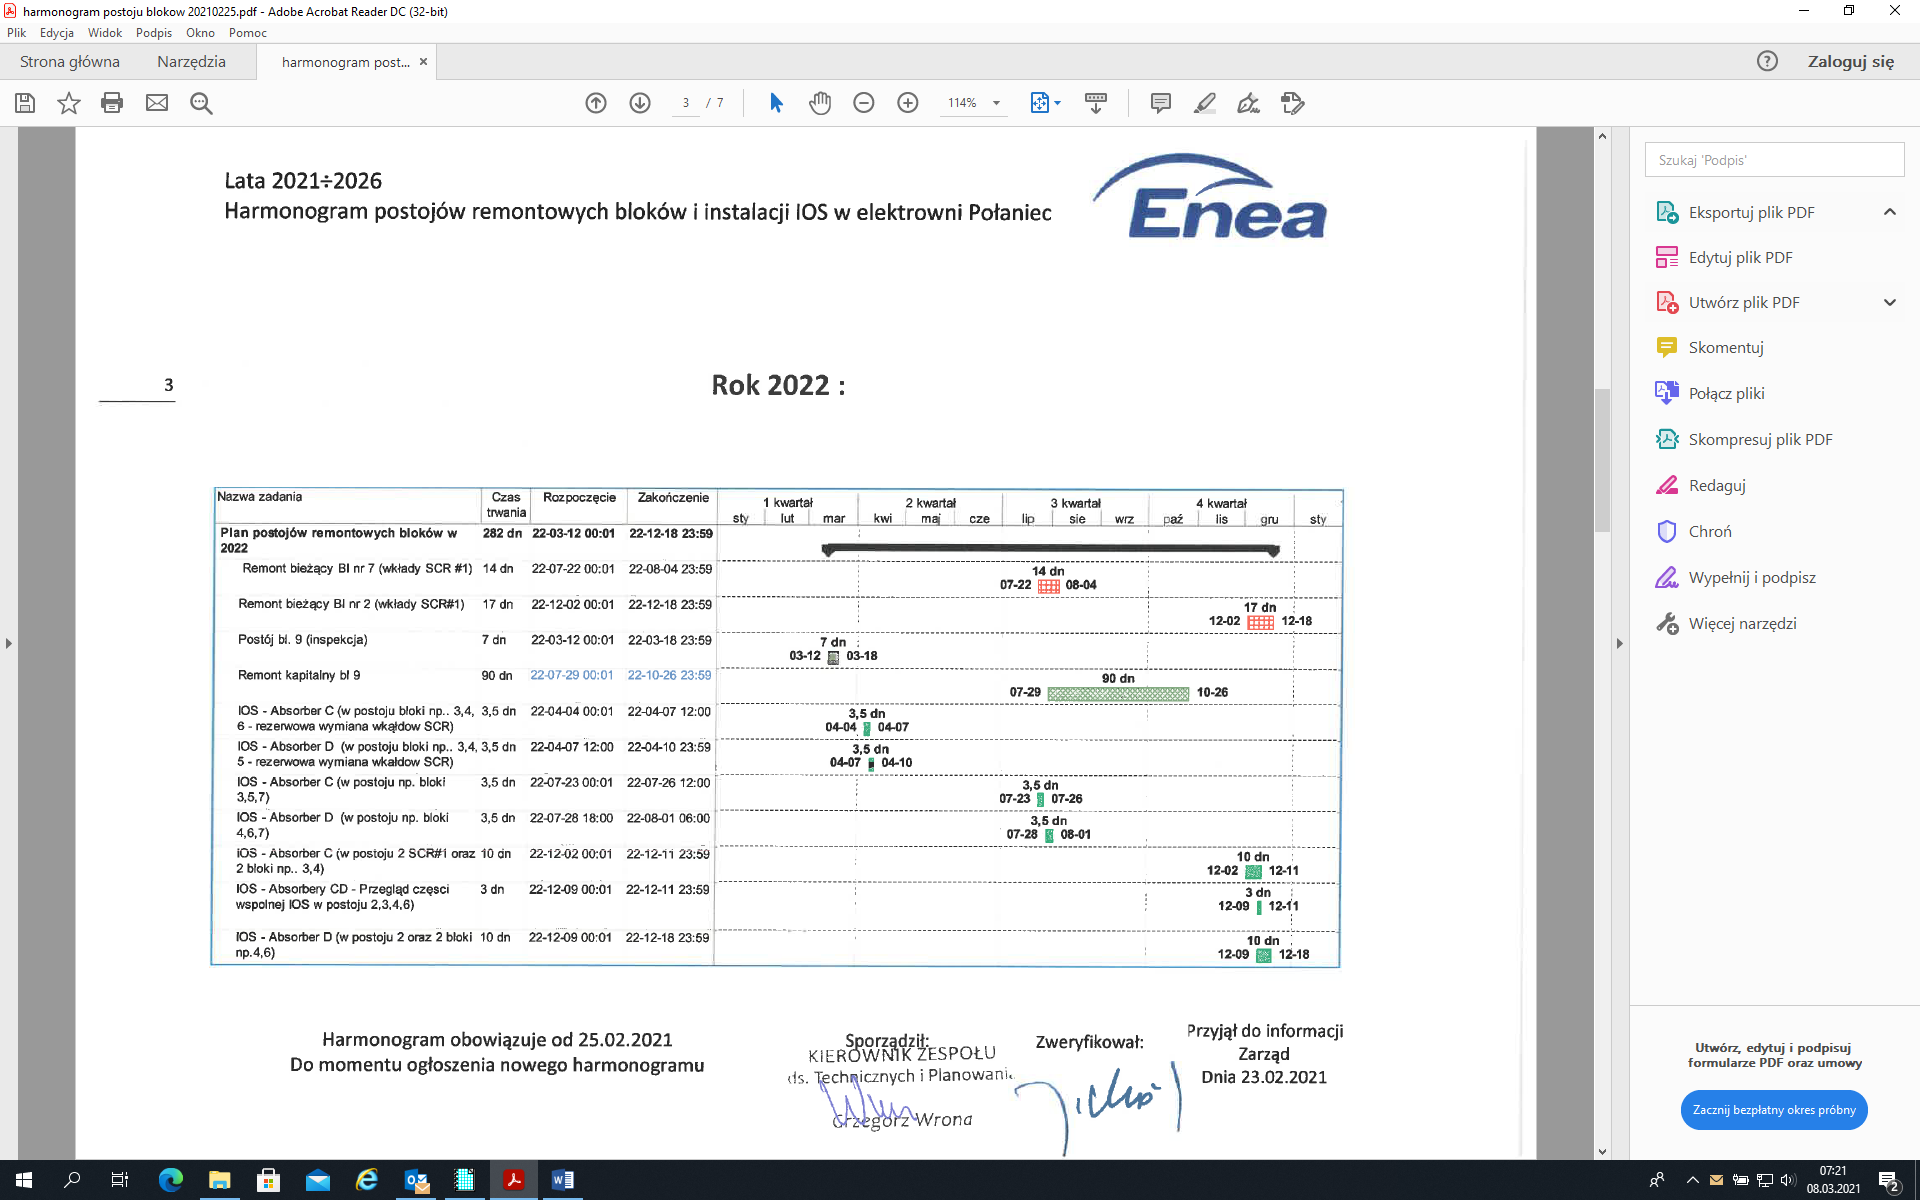 harmonogram postoju blokow 20210225.pdf - Adobe Acrobat Reader DC (32-bit)
Plik Edycja Widok Podpis Okno Pomoc
Strona główna Narzędzia harmonogram post... × Zaloguj się
3 / 7 114%
Lata 2021÷2026
Harmonogram postojów remontowych bloków i instalacji IOS w elektrowni Połaniec
Enea
3
Rok 2022 :
Nazwa zadania Czas trwania Rozpoczęcie Zakończenie 1 kwartał 2 kwartał 3 kwartał 4 kwartał
sty lut mar kwi maj cze lip sie wrz paź lis gru sty
Plan postojów remontowych bloków w 282 dn 22-03-12 00:01 22-12-18 23:59
2022
Remont bieżący Bl nr 7 (wkłady SCR #1) 14 dn 22-07-22 00:01 22-08-04 23:59 14 dn
07-22 08-04
Remont bieżący Bl nr 2 (wkłady SCR#1) 17 dn 22-12-02 00:01 22-12-18 23:59 17 dn
12-02 12-18
Postój bl. 9 (inspekcja) 7 dn 22-03-12 00:01 22-03-18 23:59 7 dn
03-12 03-18
Remont kapitalny bl 9 90 dn 22-07-29 00:01 22-10-26 23:59 90 dn
07-29 10-26
IOS - Absorber C (w postoju bloki np.. 3,4, 3,5 dn 22-04-04 00:01 22-04-07 12:00 3,5 dn
6 - rezerwowa wymiana wkąłdow SCR) 04-04 04-07
IOS - Absorber D (w postoju bloki np.. 3,4, 3,5 dn 22-04-07 12:00 22-04-10 23:59 3,5 dn
5 - rezerwowa wymiana wkałdow SCR) 04-07 04-10
IOS - Absorber C (w postoju np. bloki 3,5 dn 22-07-23 00:01 22-07-26 12:00 3,5 dn
3,5,7) 07-23 07-26
IOS - Absorber D (w postoju np. bloki 3,5 dn 22-07-28 18:00 22-08-01 06:00 3,5 dn
4,6,7) 07-28 08-01
IOS - Absorber C (w postoju 2 SCR#1 oraz 10 dn 22-12-02 00:01 22-12-11 23:59 10 dn
2 bloki np.. 3,4) 12-02 12-11
IOS - Absorbery CD - Przegląd części 3 dn 22-12-09 00:01 22-12-11 23:59 3 dn
wspolnej IOS w postoju 2,3,4,6) 12-09 12-11
IOS - Absorber D (w postoju 2 oraz 2 bloki 10 dn 22-12-09 00:01 22-12-18 23:59 10 dn
np.4,6) 12-09 12-18
Harmonogram obowiązuje od 25.02.2021
Do momentu ogłoszenia nowego harmonogramu
Sporządził:
KIEROWNIK ZESPOŁU
ds. Technicznych i Planowania
Grzegorz Wrona
Zweryfikował:
Przyjął do informacji
Zarząd
Dnia 23.02.2021
Szukaj 'Podpis'
Eksportuj plik PDF
Edytuj plik PDF
Utwórz plik PDF
Skomentuj
Połącz pliki
Skompresuj plik PDF
Redaguj
Chroń
Wypełnij i podpisz
Więcej narzędzi
Utwórz, edytuj i podpisuj
formularze PDF oraz umowy
Zacznij bezpłatny okres próbny
07:21
08.03.2021
2